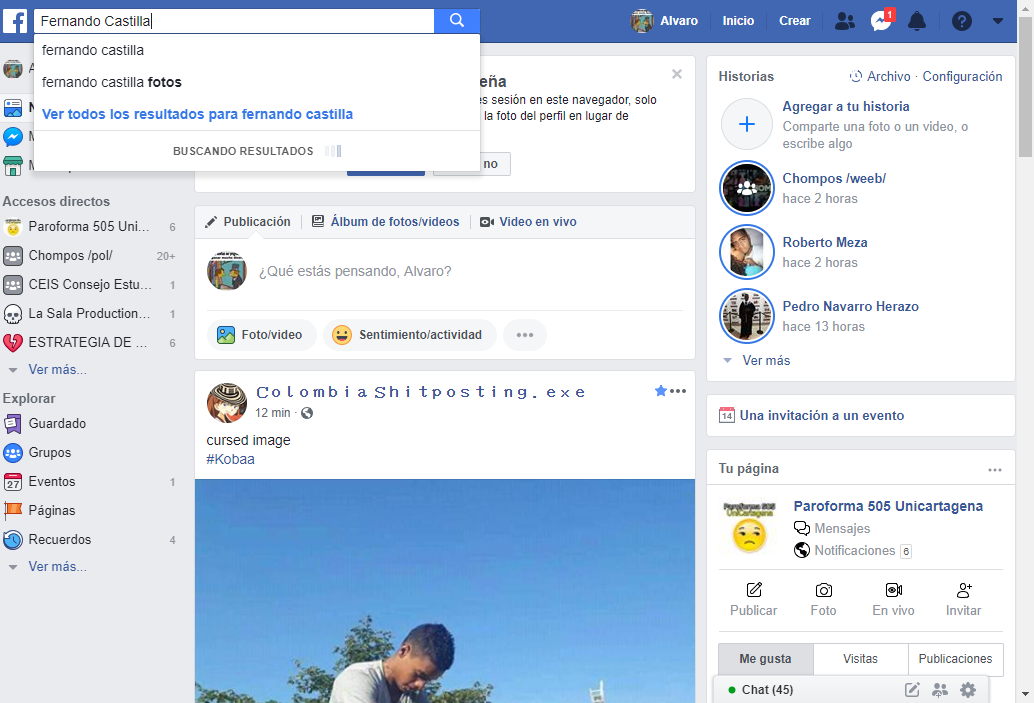 Fernando Castilla
Alvaro
Inicio
Crear
1
fernando castilla
fernando castilla fotos
Ver todos los resultados para fernando castilla
BUSCANDO RESULTADOS
A
N
M
M
eña
es sesión en este navegador, solo
la foto del perfil en lugar de
no
Accesos directos
Paroforma 505 Uni... 6
Chompos /pol/ 20+
CEIS Consejo Estu... 1
La Sala Production... 1
ESTRATEGIA DE ... 6
Ver más...
Explorar
Guardado
Grupos
27 Eventos 1
Páginas
Recuerdos 4
Ver más...
Publicación
Álbum de fotos/videos
Video en vivo
¿Qué estás pensando, Alvaro?
Foto/video
Sentimiento/actividad
ColombiaShitposting.exe
12 min ·
cursed image
#Kobaa
Historias
Archivo · Configuración
Agregar a tu historia
Comparte una foto o un video, o
escribe algo
Chompos /weeb/
hace 2 horas
Roberto Meza
hace 2 horas
Pedro Navarro Herazo
hace 13 horas
Ver más
14 Una invitación a un evento
Tu página
Paroforma 505
UniCartagena
Paroforma 505 Unicartagena
Mensajes
Notificaciones 6
Publicar
Foto
En vivo
Invitar
Me gusta
Visitas
Publicaciones
Chat (45)